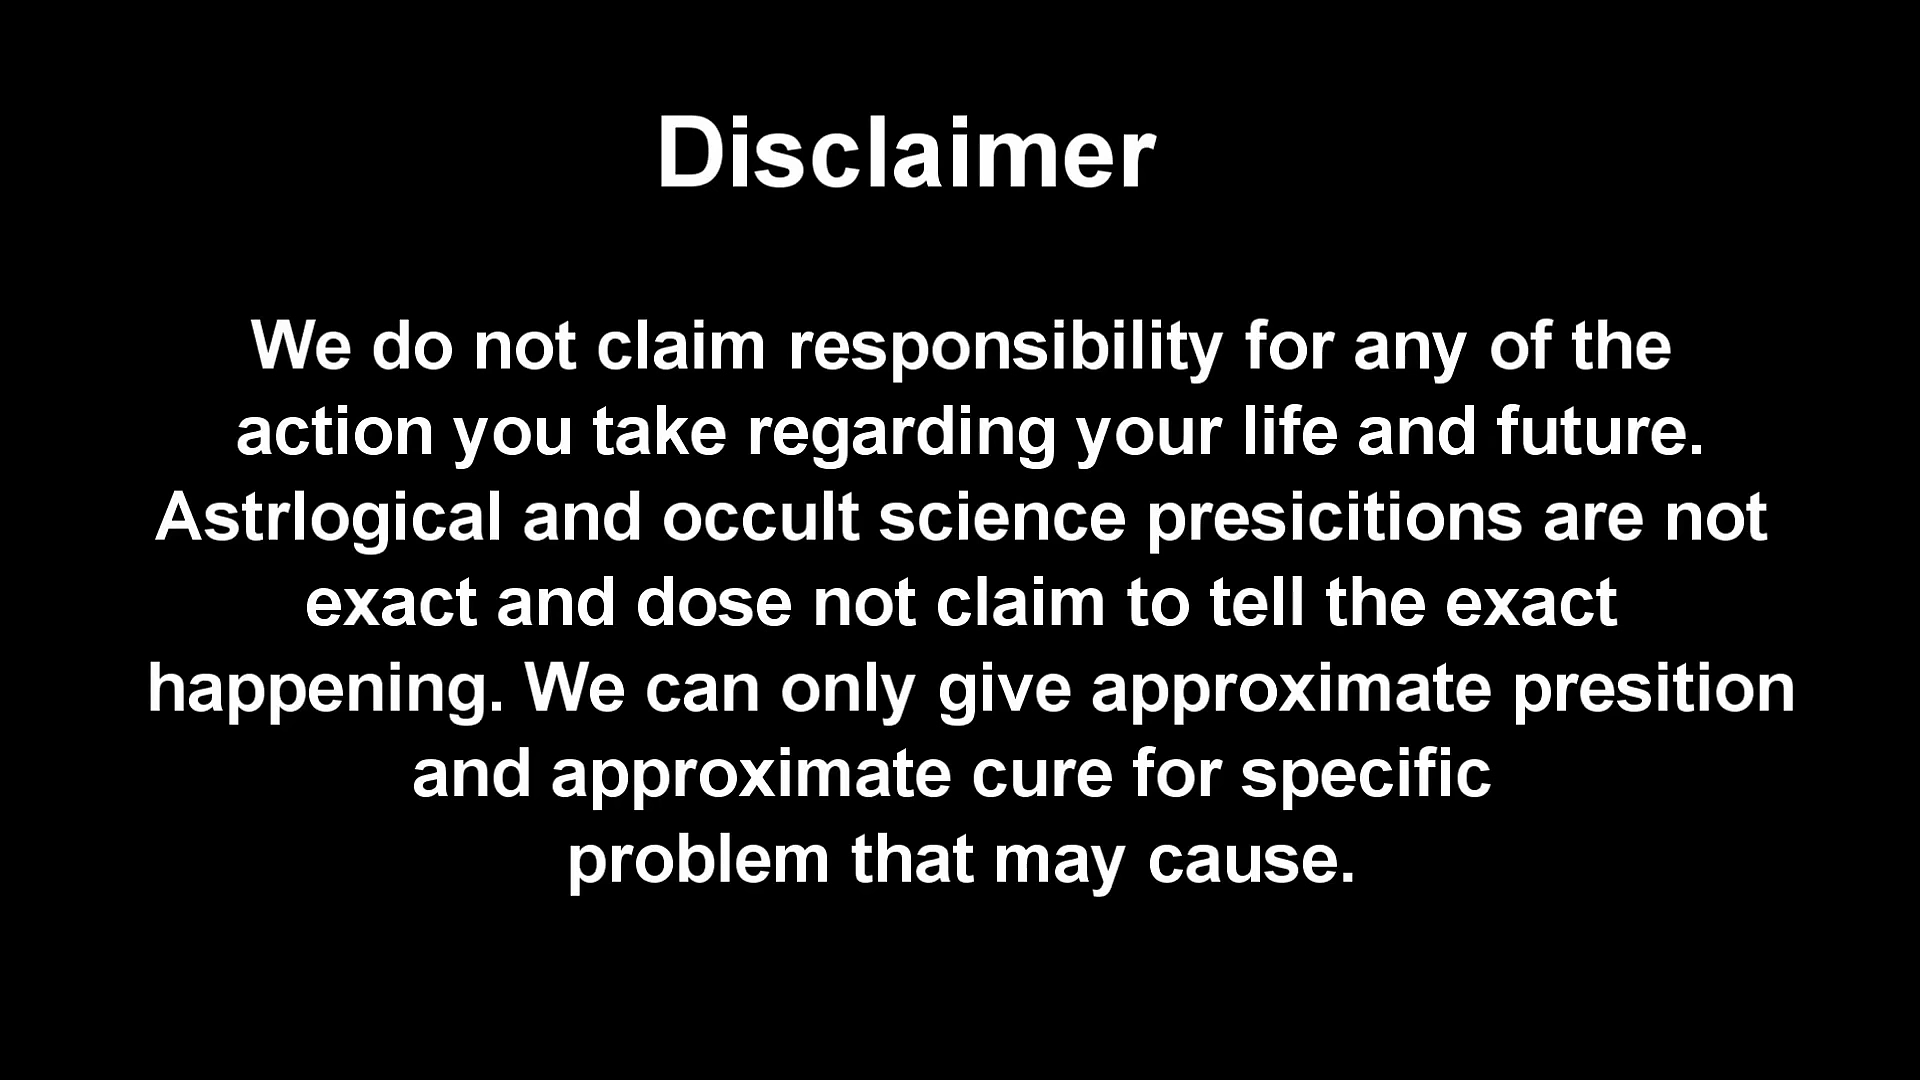 Disclaimer
We do not claim responsibility for any of the
action you take regarding your life and future.
Astrlogical and occult science presicitions are not
exact and dose not claim to tell the exact
happening. We can only give approximate presition
and approximate cure for specific
problem that may cause.